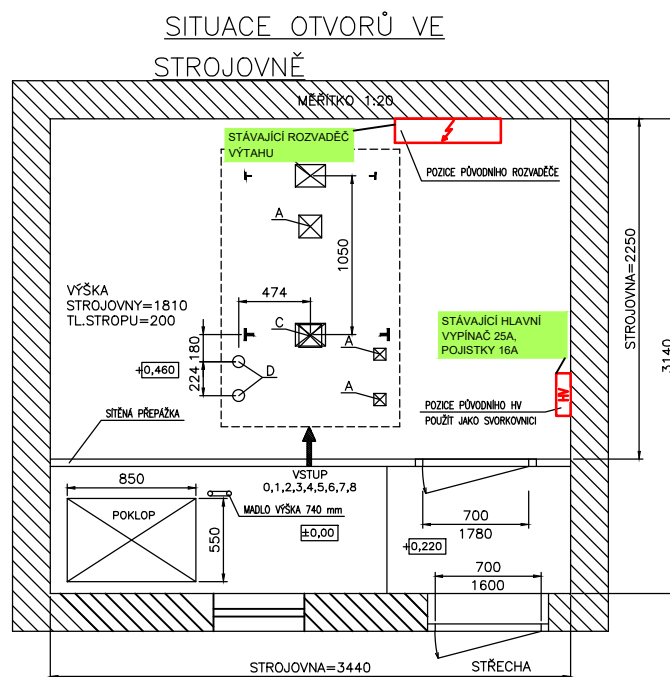 SITUACE OTVORŮ VE
STROJOVNĚ
MĚŘÍTKO 1:20
STÁVAJÍCÍ ROZVADĚČ
VÝTAHU
POZICE PŮVODNÍHO ROZVADĚČE
A
1050
474
VÝŠKA
STROJOVNY=1810
TL.STROPU=200
C
180
STÁVAJÍCÍ HLAVNÍ
VYPÍNAČ 25A,
POJISTKY 16A
STROJOVNA=2250
3140
A
+0,460
224
D
HV
A
SÍTĚNÁ PŘEPÁŽKA
POZICE PŮVODNÍHO HV
POUŽÍT JAKO SVORKOVNICI
VSTUP
0,1,2,3,4,5,6,7,8
850
POKLOP
550
MADLO VÝŠKA 740 mm
±0,00
700
1780
+0,220
700
1600
STROJOVNA=3440
STŘECHA